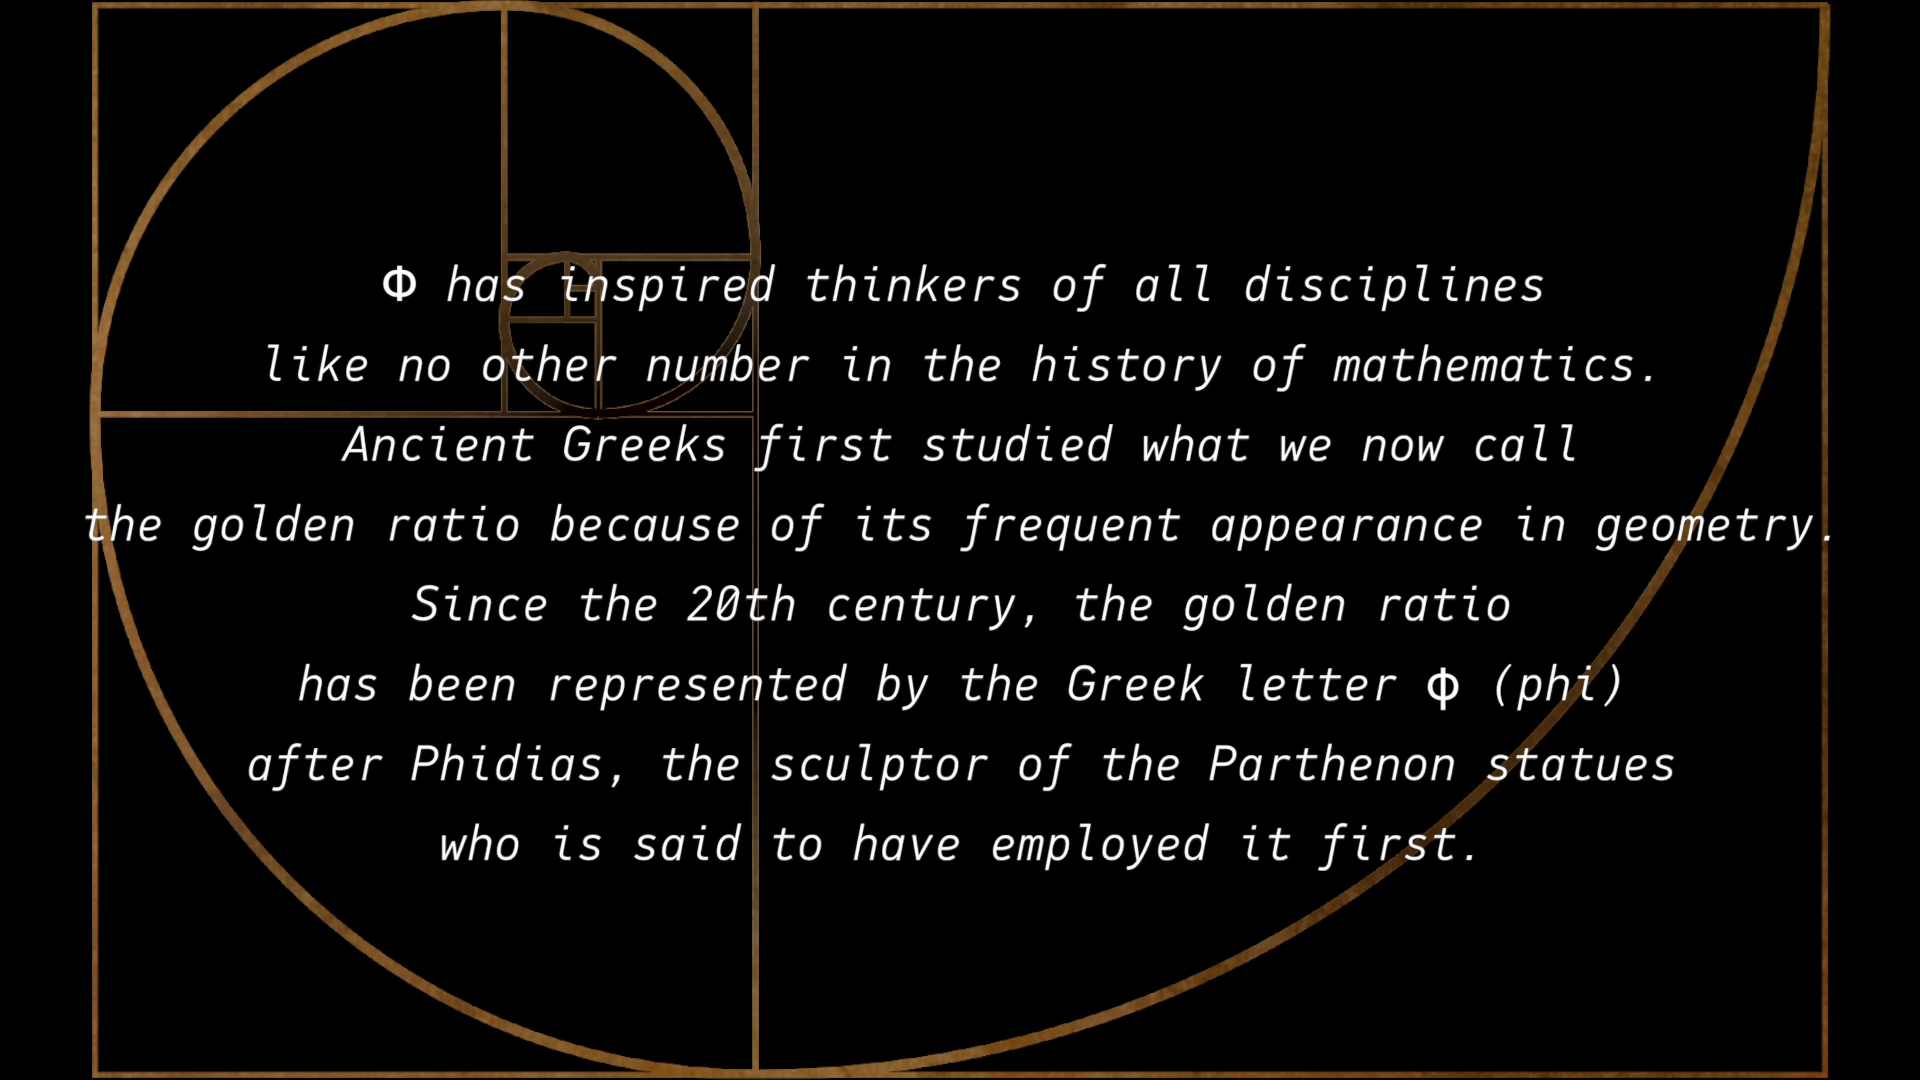 Φ has inspired thinkers of all disciplines
like no other number in the history of mathematics.
Ancient Greeks first studied what we now call
the golden ratio because of its frequent appearance in geometry.
Since the 20th century, the golden ratio
has been represented by the Greek letter ϕ (phi)
after Phidias, the sculptor of the Parthenon statues
who is said to have employed it first.